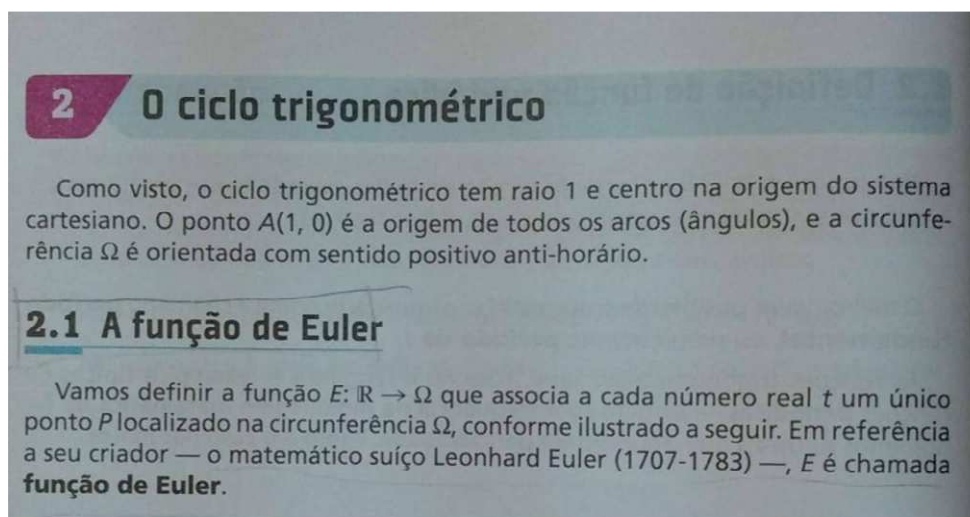 2 O ciclo trigonométrico
Como visto, o ciclo trigonométrico tem raio 1 e centro na origem do sistema
cartesiano. O ponto A(1, 0) é a origem de todos os arcos (ângulos), e a circunfe-
rência Ω é orientada com sentido positivo anti-horário.
2.1 A função de Euler
Vamos definir a função E: ℝ → Ω que associa a cada número real t um único
ponto P localizado na circunferência Ω, conforme ilustrado a seguir. Em referência
a seu criador — o matemático suíço Leonhard Euler (1707-1783) —, E é chamada
função de Euler.